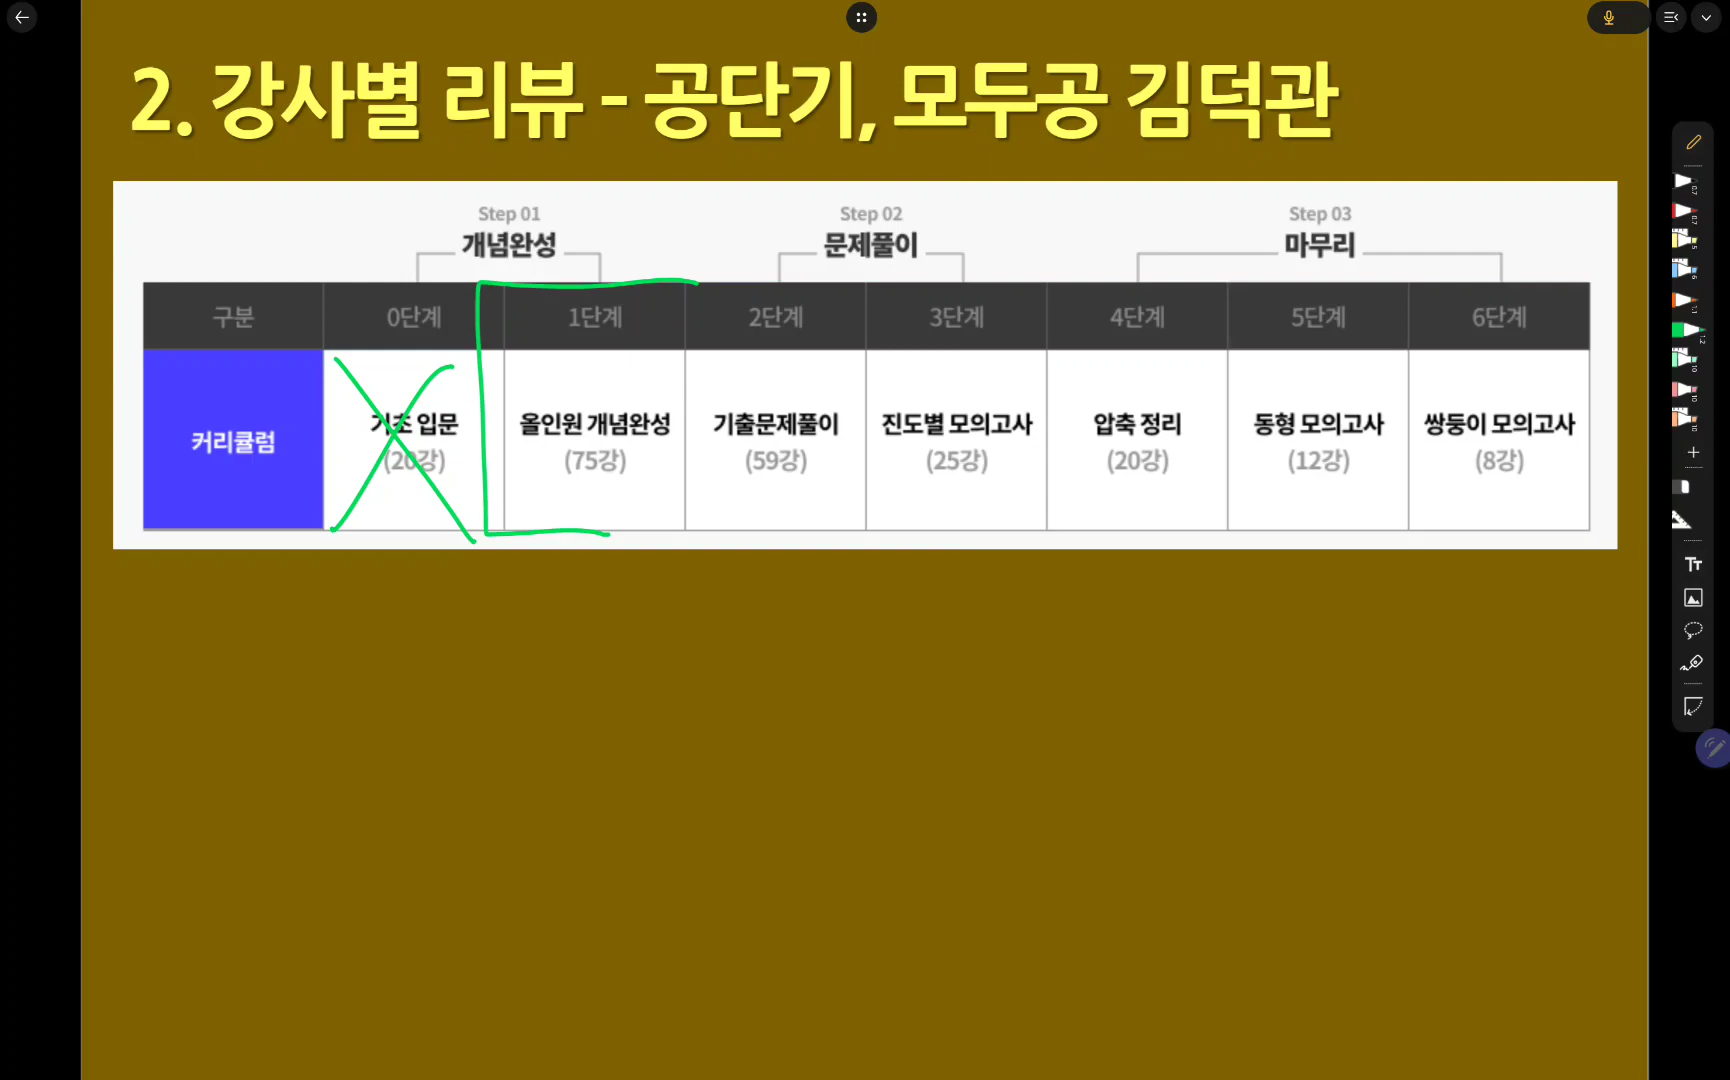 2. 강사별 리뷰 - 공단기, 모두공 김덕관
Step 01
개념완성
Step 02
문제풀이
Step 03
마무리
구분 0단계 1단계 2단계 3단계 4단계 5단계 6단계
커리큘럼
기초 입문
(20강)
올인원 개념완성
(75강)
기출문제풀이
(59강)
진도별 모의고사
(25강)
압축 정리
(20강)
동형 모의고사
(12강)
쌍둥이 모의고사
(8강)
Tт